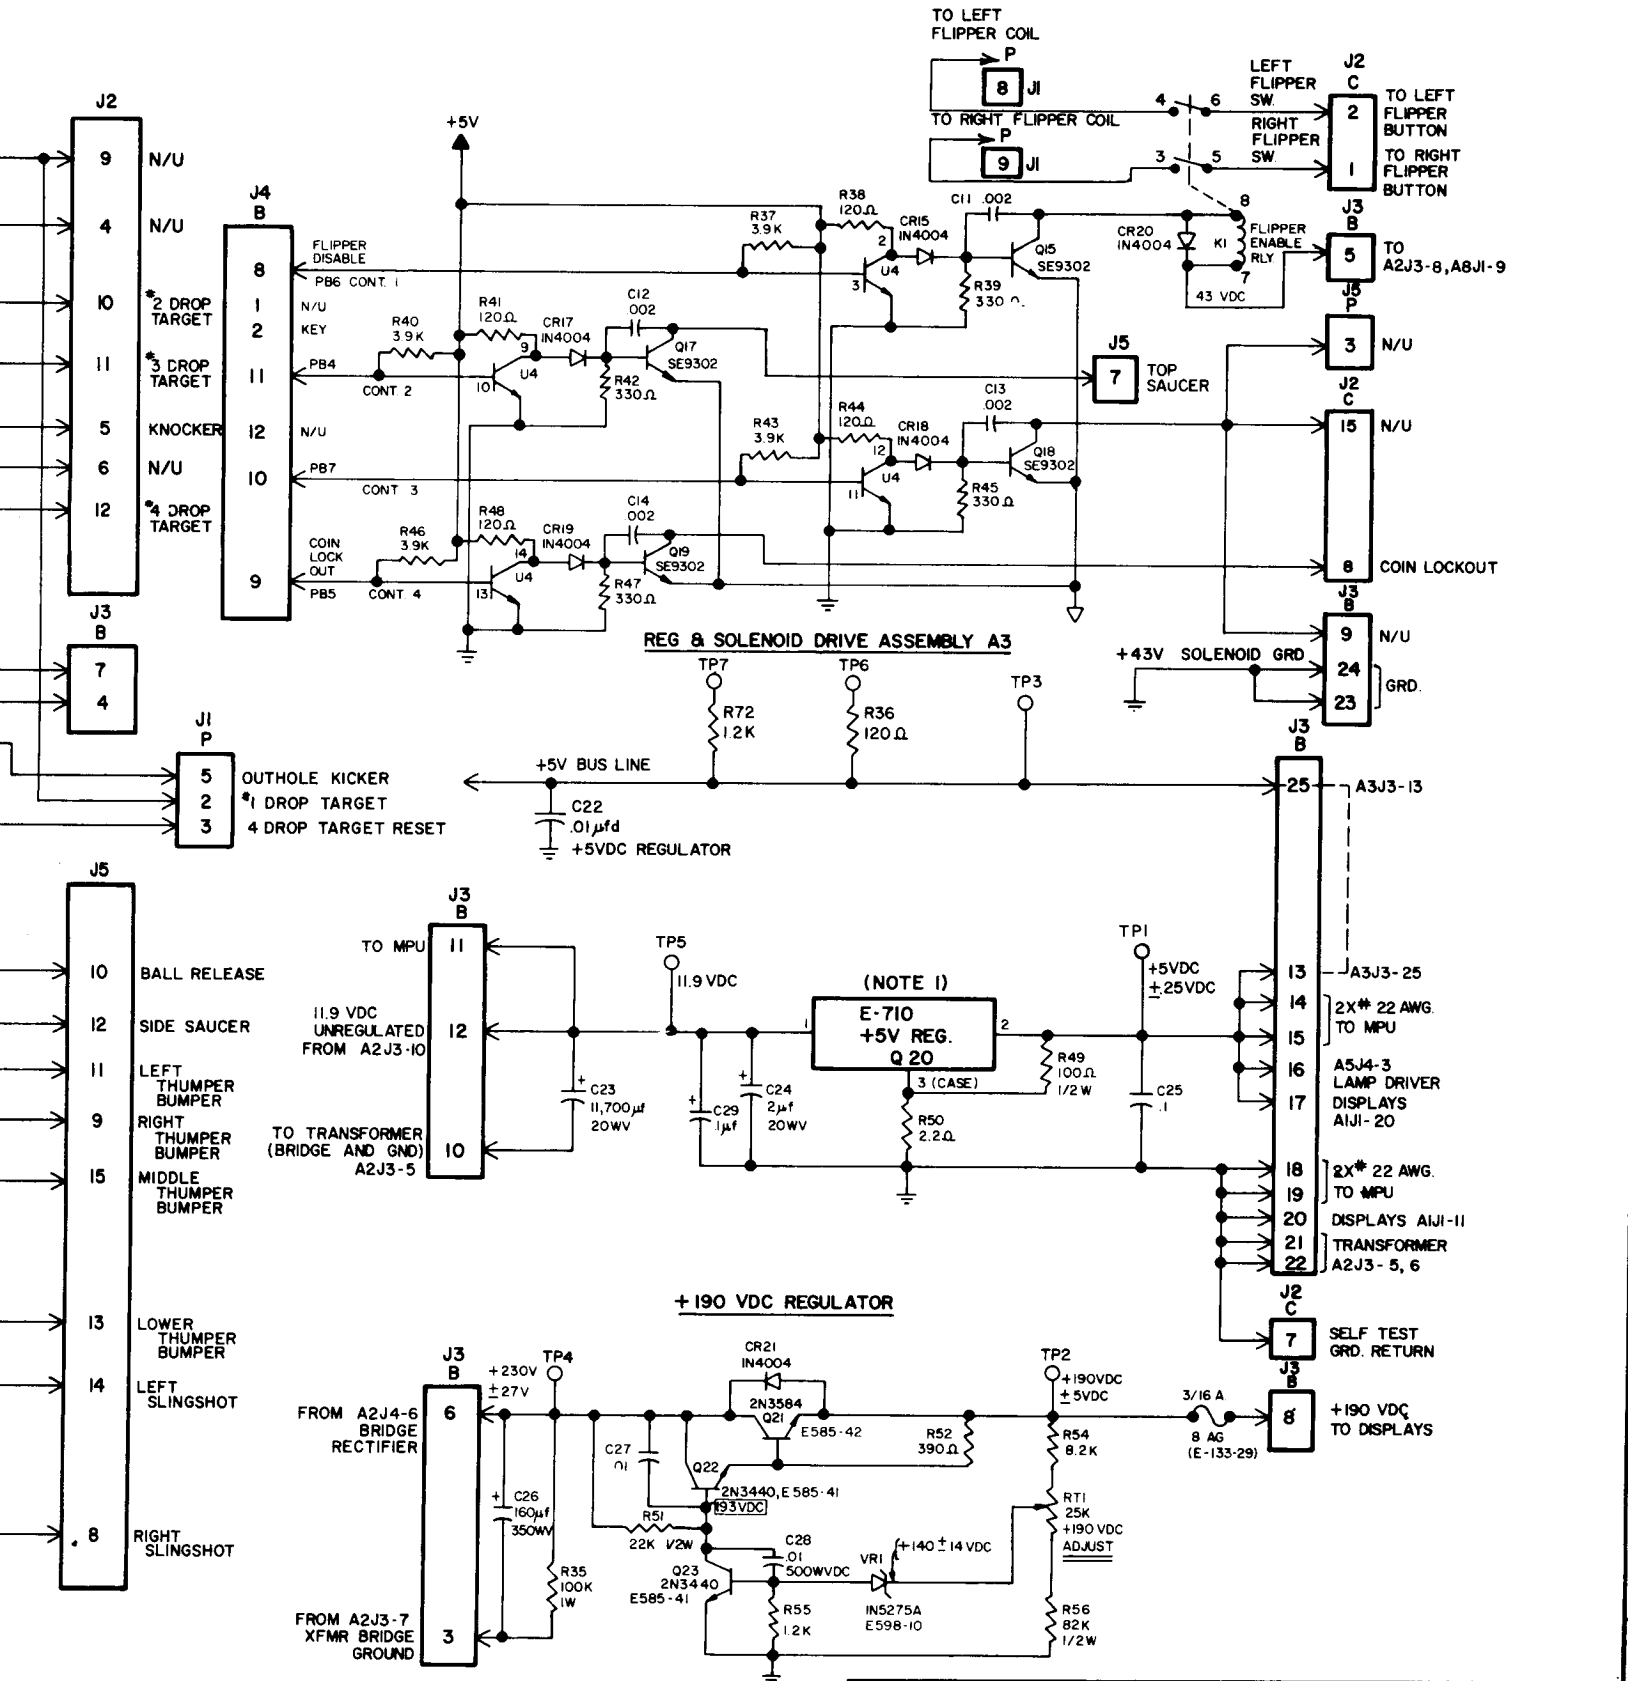 TO LEFT
FLIPPER COIL
P
8 J1
TO RIGHT FLIPPER COIL
P
9 J1
4 6
3 5
LEFT
FLIPPER
SW.
RIGHT
FLIPPER
SW.
J2
C
2
1
TO LEFT
FLIPPER
BUTTON
TO RIGHT
FLIPPER
BUTTON
8
CR20
IN4004
K1
FLIPPER
ENABLE
RLY
7
43 VDC
J3
B
5
TO
A2J3-8,A8J1-9
J5
P
3
N/U
J2
C
15 N/U
8 COIN LOCKOUT
J3
B
9 N/U
24
23
GRD.
+43V SOLENOID GRD
J2
9 N/U
4 N/U
10 #2 DROP
TARGET
11 #3 DROP
TARGET
5 KNOCKER
6 N/U
12 #4 DROP
TARGET
J3
B
7
4
J1
P
5 OUTHOLE KICKER
2 #1 DROP TARGET
3 4 DROP TARGET RESET
J4
B
8
FLIPPER
DISABLE
PB6 CONT. 1
1 N/U
2 KEY
11 PB4
CONT. 2
12 N/U
10 PB7
CONT 3
9
COIN
LOCK
OUT
PB5 CONT. 4
+5V
R40
3.9K
R41
120Ω
CR17
IN4004
9
10
U4
C12
.002
R42
330Ω
Q17
SE9302
R37
3.9K
R38
120Ω
2
3
U4
CR15
IN4004
C11 .002
R39
330 Ω
Q15
SE9302
J5
7
TOP
SAUCER
R43
3.9K
R44
120Ω
12
11
U4
CR18
IN4004
C13
.002
R45
330Ω
Q18
SE9302
R46
3.9K
R48
120Ω
14
13
U4
CR19
IN4004
C14
.002
R47
330Ω
Q19
SE9302
REG & SOLENOID DRIVE ASSEMBLY A3
TP7
R72
1.2K
TP6
R36
120Ω
TP3
+5V BUS LINE
C22
.01µfd
+5VDC REGULATOR
J3
B
25 A3J3-13
13 A3J3-25
14
15
2X# 22 AWG.
TO MPU
16 A5J4-3
LAMP DRIVER
17 DISPLAYS
A1J1-20
18
19
2X# 22 AWG.
TO MPU
20 DISPLAYS A1J1-11
21
22
TRANSFORMER
A2J3-5,6
J2
C
7
SELF TEST
GRD. RETURN
J3
B
8
+190 VDC
TO DISPLAYS
J5
10 BALL RELEASE
12 SIDE SAUCER
11 LEFT
THUMPER
BUMPER
9 RIGHT
THUMPER
BUMPER
15 MIDDLE
THUMPER
BUMPER
13 LOWER
THUMPER
BUMPER
14 LEFT
SLINGSHOT
8 RIGHT
SLINGSHOT
J3
B
TO MPU 11
11.9 VDC
UNREGULATED
FROM A2J3-10
12
TO TRANSFORMER
(BRIDGE AND GND)
A2J3-5
10
+
C23
11,700µf
20WV
TP5
11.9 VDC
+
C29
.1µf
+
C24
2µf
20WV
(NOTE 1)
1
E-710
+5V REG.
Q20
2
3 (CASE)
R50
2.2Ω
R49
100Ω
1/2W
TP1
+5VDC
±.25VDC
C25
.1
+190 VDC REGULATOR
J3
B
6
3
FROM A2J4-6
BRIDGE
RECTIFIER
FROM A2J3-7
XFMR BRIDGE
GROUND
+230V
±27V
TP4
+
C26
160µf
350WV
R35
100K
1W
C27
.01
R51
22K 1/2W
Q22
2N3440,E585-41
193VDC
CR21
IN4004
2N3584
Q21
E585-42
R52
390Ω
Q23
2N3440
E585-41
C28
.01
500WVDC
R55
1.2K
VR1
+140±14 VDC
IN5275A
E598-10
TP2
+190VDC
±5VDC
R54
8.2K
RT1
25K
+190 VDC
ADJUST
R56
82K
1/2W
3/16 A
8 AG
(E-133-29)